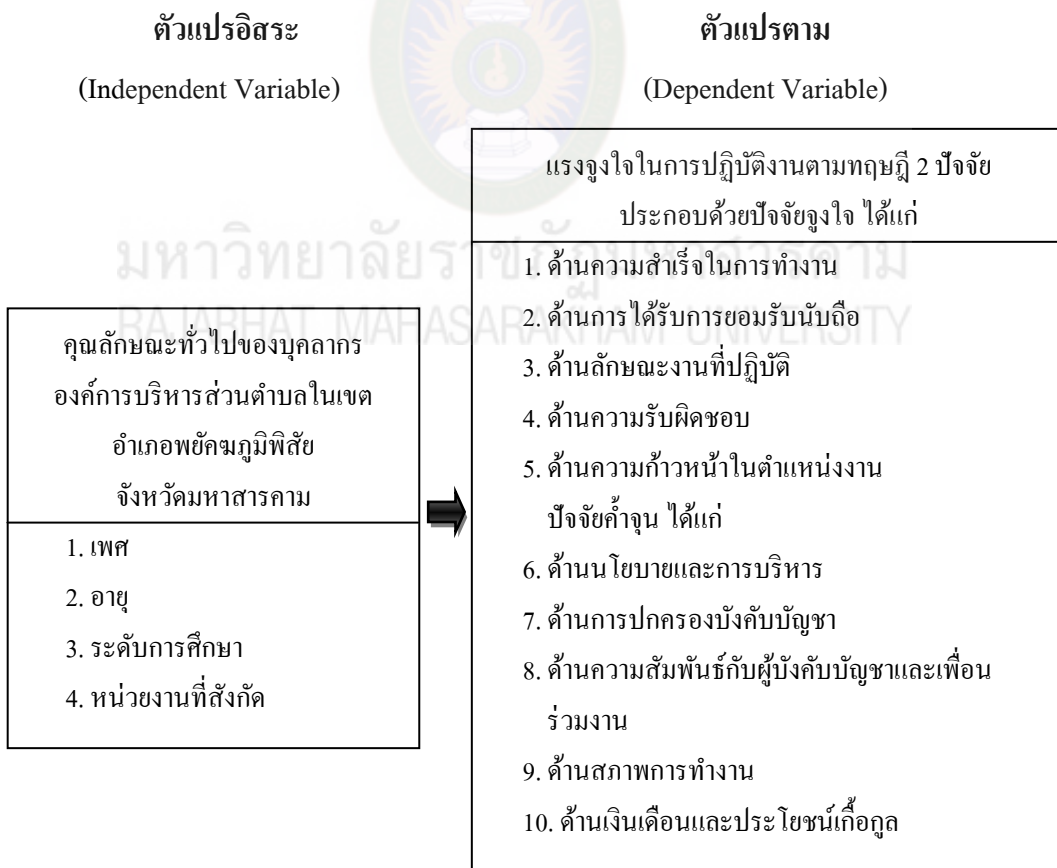 ตัวแปรอิสระ
(Independent Variable)
ตัวแปรตาม
(Dependent Variable)
มหาวิทยาลัยราชภัฏมหาสารคาม
RAJABHAT MAHASARAKHAM UNIVERSITY
คุณลักษณะทั่วไปของบุคลากร
องค์การบริหารส่วนตำบลในเขต
อำเภอพยัคฆภูมิพิสัย
จังหวัดมหาสารคาม
1. เพศ
2. อายุ
3. ระดับการศึกษา
4. หน่วยงานที่สังกัด
แรงจูงใจในการปฏิบัติงานตามทฤษฎี 2 ปัจจัย
ประกอบด้วยปัจจัยจูงใจ ได้แก่
1. ด้านความสำเร็จในการทำงาน
2. ด้านการได้รับการยอมรับนับถือ
3. ด้านลักษณะงานที่ปฏิบัติ
4. ด้านความรับผิดชอบ
5. ด้านความก้าวหน้าในตำแหน่งงาน
ปัจจัยค้ำจุน ได้แก่
6. ด้านนโยบายและการบริหาร
7. ด้านการปกครองบังคับบัญชา
8. ด้านความสัมพันธ์กับผู้บังคับบัญชาและเพื่อน
ร่วมงาน
9. ด้านสภาพการทำงาน
10. ด้านเงินเดือนและประโยชน์เกื้อกูล